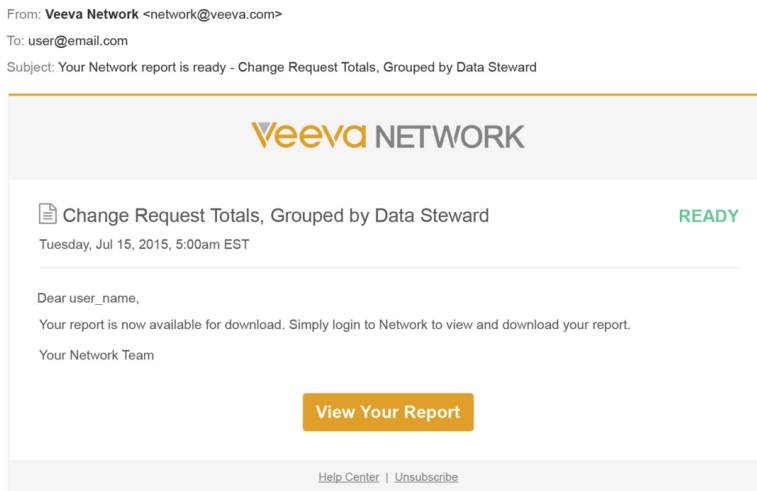 From: Veeva Network <network@veeva.com>
To: user@email.com
Subject: Your Network report is ready - Change Request Totals, Grouped by Data Steward
Veeva NETWORK
Change Request Totals, Grouped by Data Steward READY
Tuesday, Jul 15, 2015, 5:00am EST
Dear user_name,
Your report is now available for download. Simply login to Network to view and download your report.
Your Network Team
View Your Report
Help Center | Unsubscribe